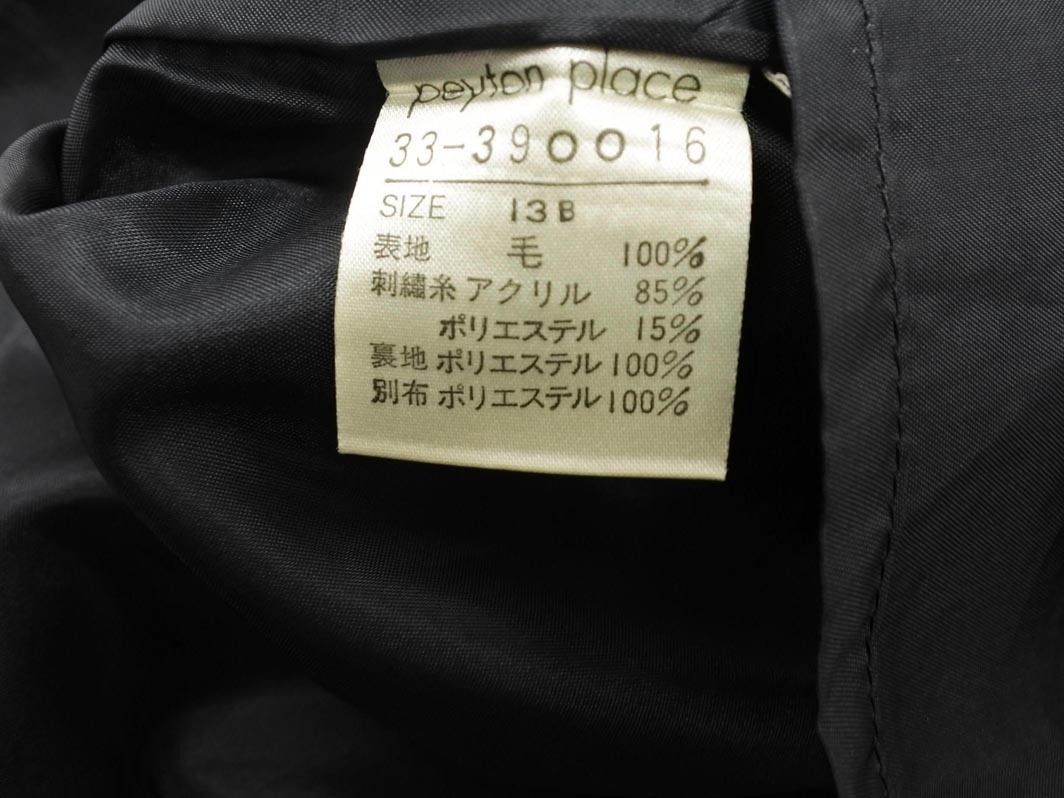 peyton place
33-390016
SIZE 13B
表地 毛 100%
刺繍糸 アクリル 85%
ポリエステル 15%
裏地 ポリエステル 100%
別布 ポリエステル 100%